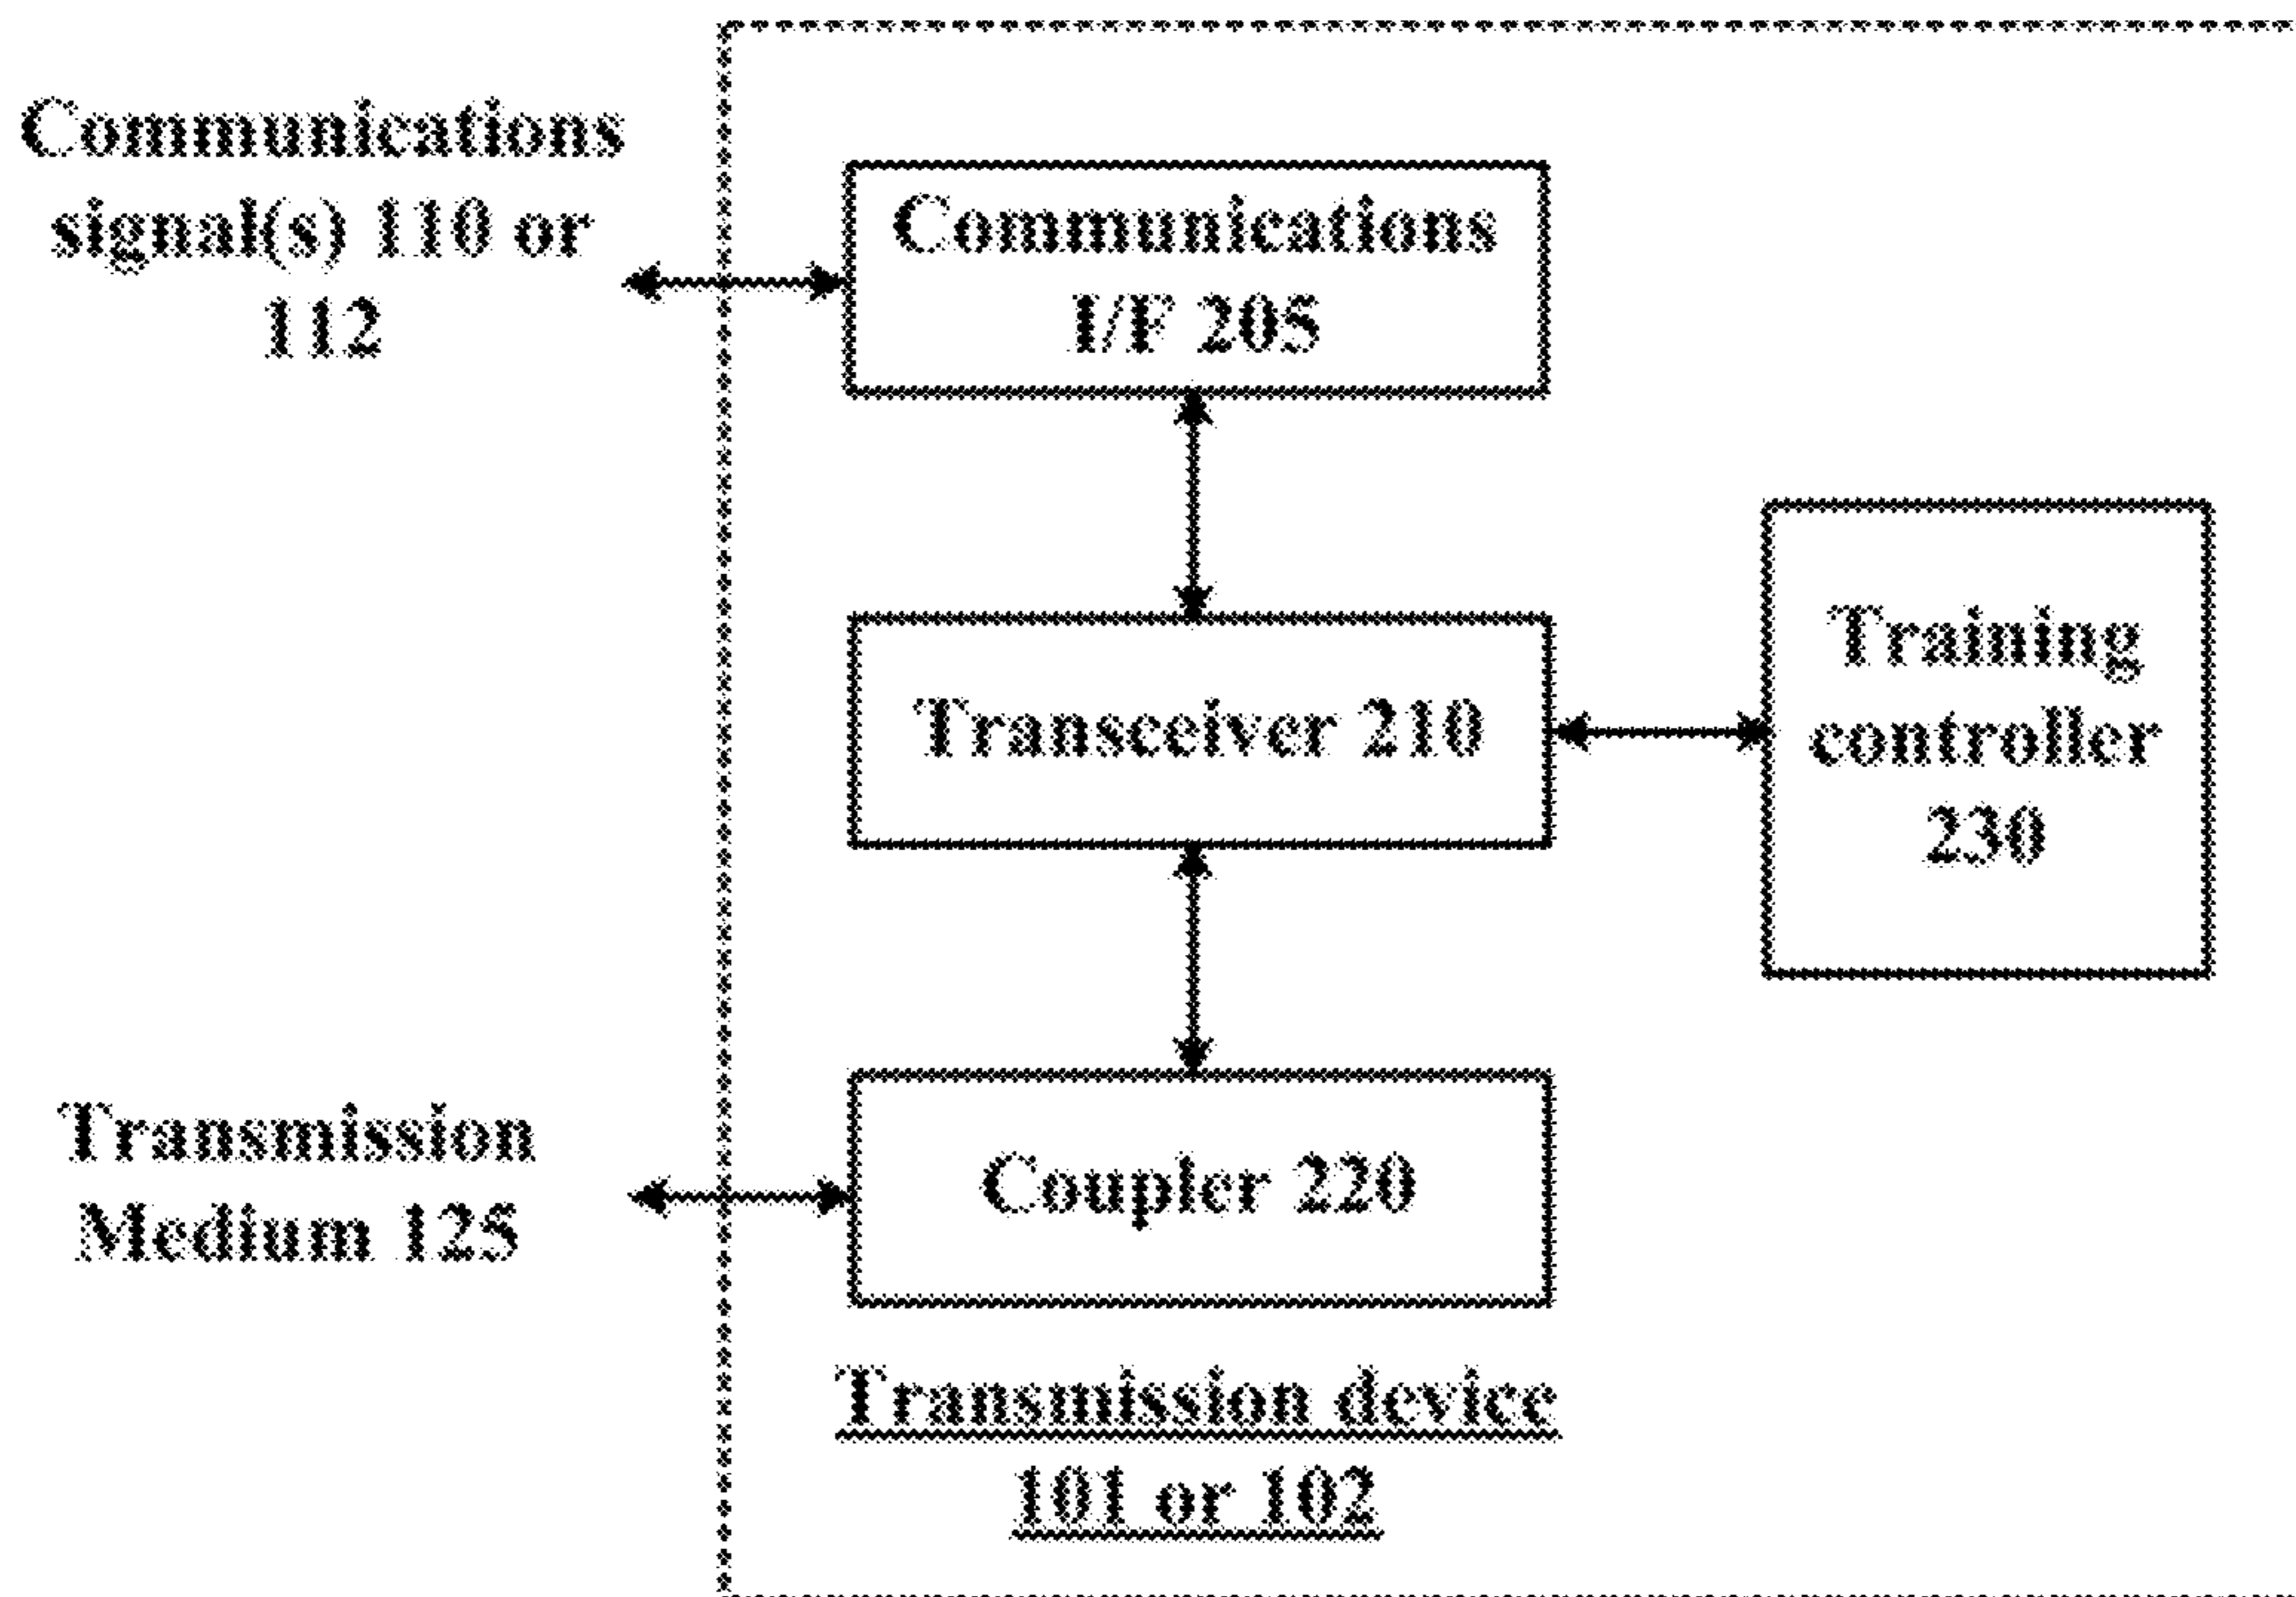 Communications
signal(s) 110 or
112
Communications
I/F 205
Transceiver 210
Training
controller
230
Transmission
Medium 125
Coupler 220
Transmission device
101 or 102